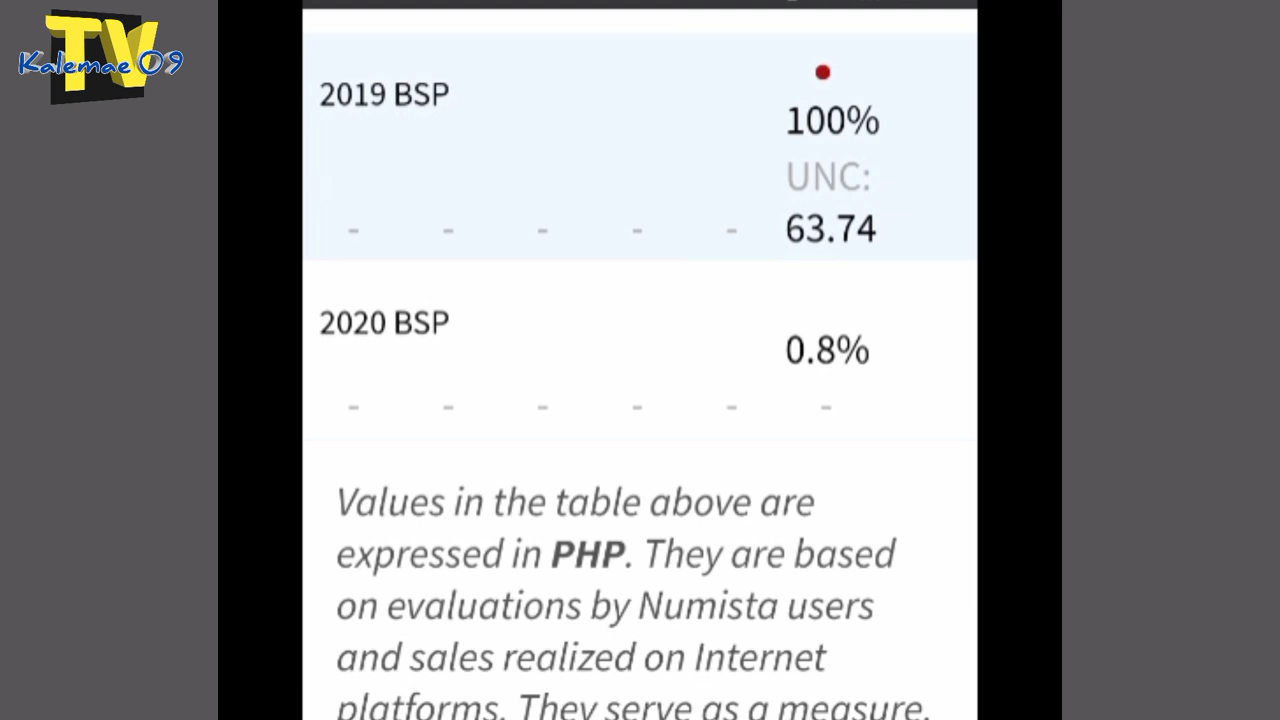 TV
Kalemae 09
2019 BSP
100%
UNC:
- - - - - 63.74
2020 BSP
0.8%
- - - - - -
Values in the table above are
expressed in PHP. They are based
on evaluations by Numista users
and sales realized on Internet
platforms. They serve as a measure,